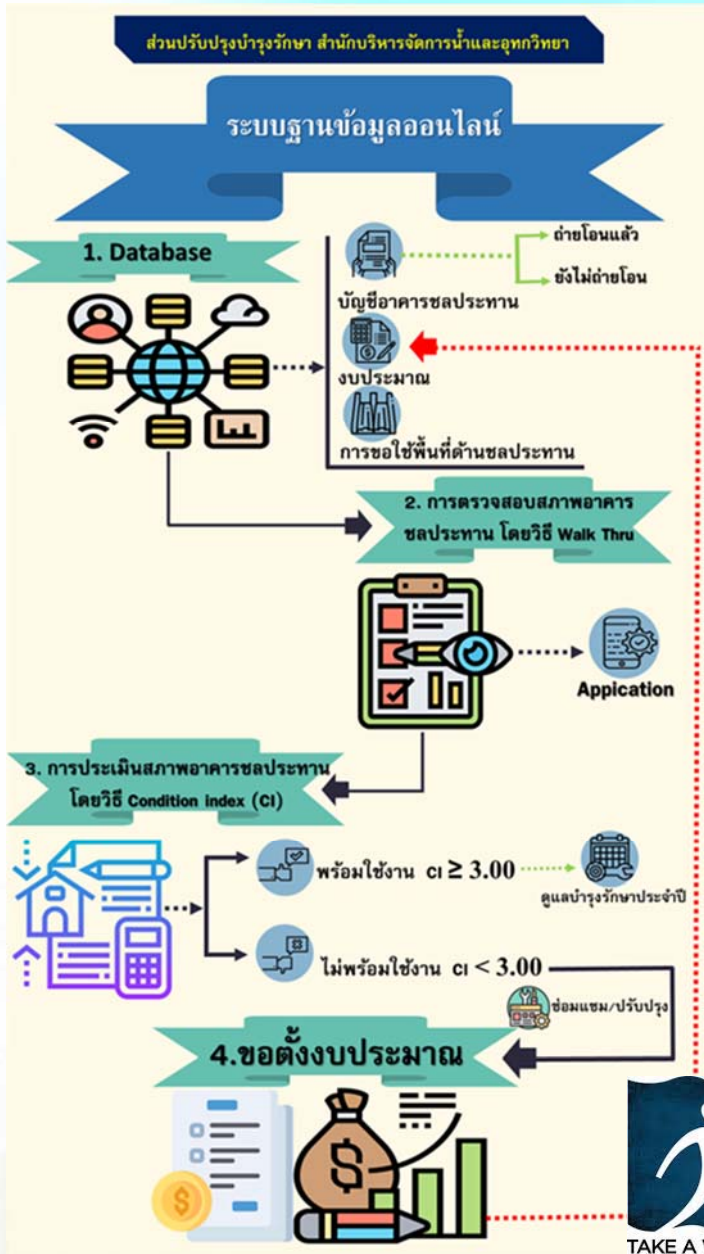 ส่วนปรับปรุงบำรุงรักษา สำนักบริหารจัดการน้ำและอุทกวิทยา
ระบบฐานข้อมูลออนไลน์
1. Database
ถ่ายโอนแล้ว
ยังไม่ถ่ายโอน
บัญชีอาคารชลประทาน
งบประมาณ
การขอใช้พื้นที่ด้านชลประทาน
2. การตรวจสอบสภาพอาคาร
ชลประทาน โดยวิธี Walk Thru
Appication
3. การประเมินสภาพอาคารชลประทาน
โดยวิธี Condition index (CI)
พร้อมใช้งาน CI ≥ 3.00
ดูแลบำรุงรักษาประจำปี
ไม่พร้อมใช้งาน CI < 3.00
ซ่อมแซม/ปรับปรุง
4.ขอตั้งงบประมาณ
TAKE A